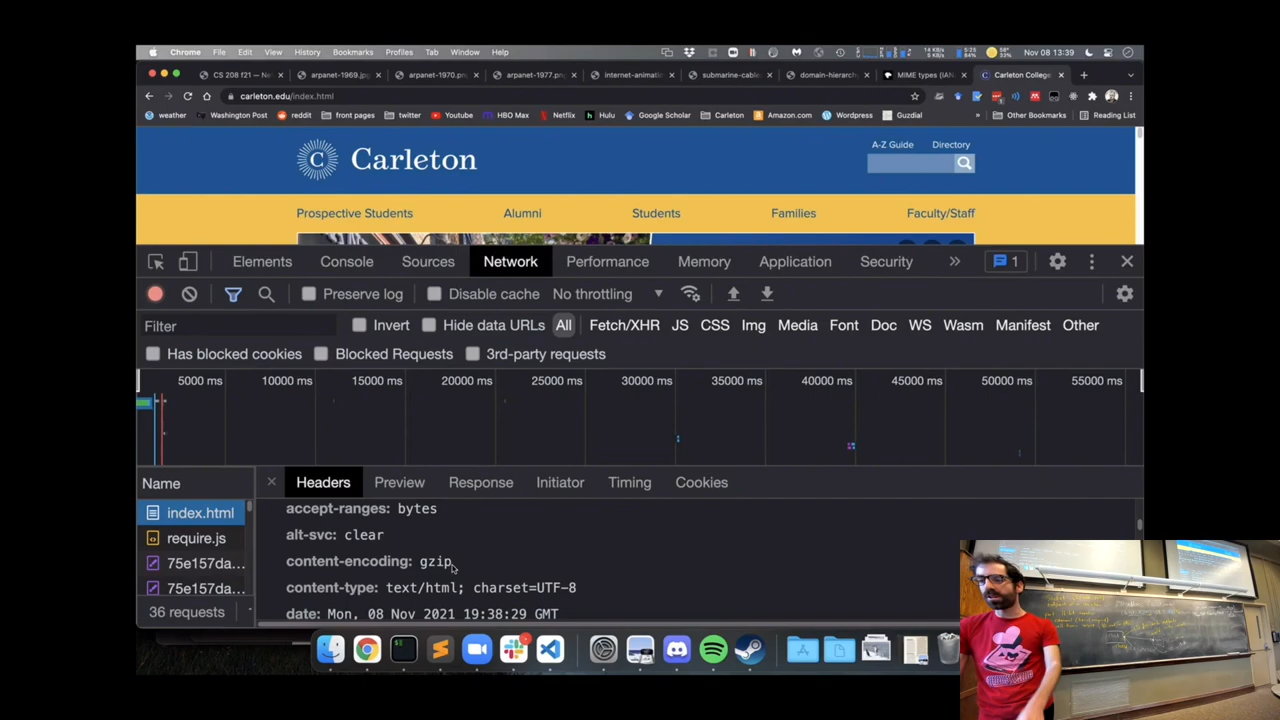 Chrome File Edit View History Bookmarks Profiles Tab Window Help Nov 08 13:39
CS 208 f21 — Ne arpanet-1969.jpg arpanet-1970.png arpanet-1977.png internet-animatio submarine-cable domain-hierarch MIME types (IAN Carleton College
carleton.edu/index.html
weather Washington Post reddit front pages twitter Youtube HBO Max Netflix Hulu Google Scholar Carleton Amazon.com Wordpress Guzdial » Other Bookmarks Reading List
A-Z Guide Directory
C Carleton
Prospective Students Alumni Students Families Faculty/Staff
Elements Console Sources Network Performance Memory Application Security » 1
Preserve log Disable cache No throttling
Filter Invert Hide data URLs All Fetch/XHR JS CSS Img Media Font Doc WS Wasm Manifest Other
Has blocked cookies Blocked Requests 3rd-party requests
5000 ms 10000 ms 15000 ms 20000 ms 25000 ms 30000 ms 35000 ms 40000 ms 45000 ms 50000 ms 55000 ms
Name Headers Preview Response Initiator Timing Cookies
index.html
accept-ranges: bytes
require.js
alt-svc: clear
75e157da...
content-encoding: gzip
75e157da...
content-type: text/html; charset=UTF-8
36 requests
date: Mon, 08 Nov 2021 19:38:29 GMT